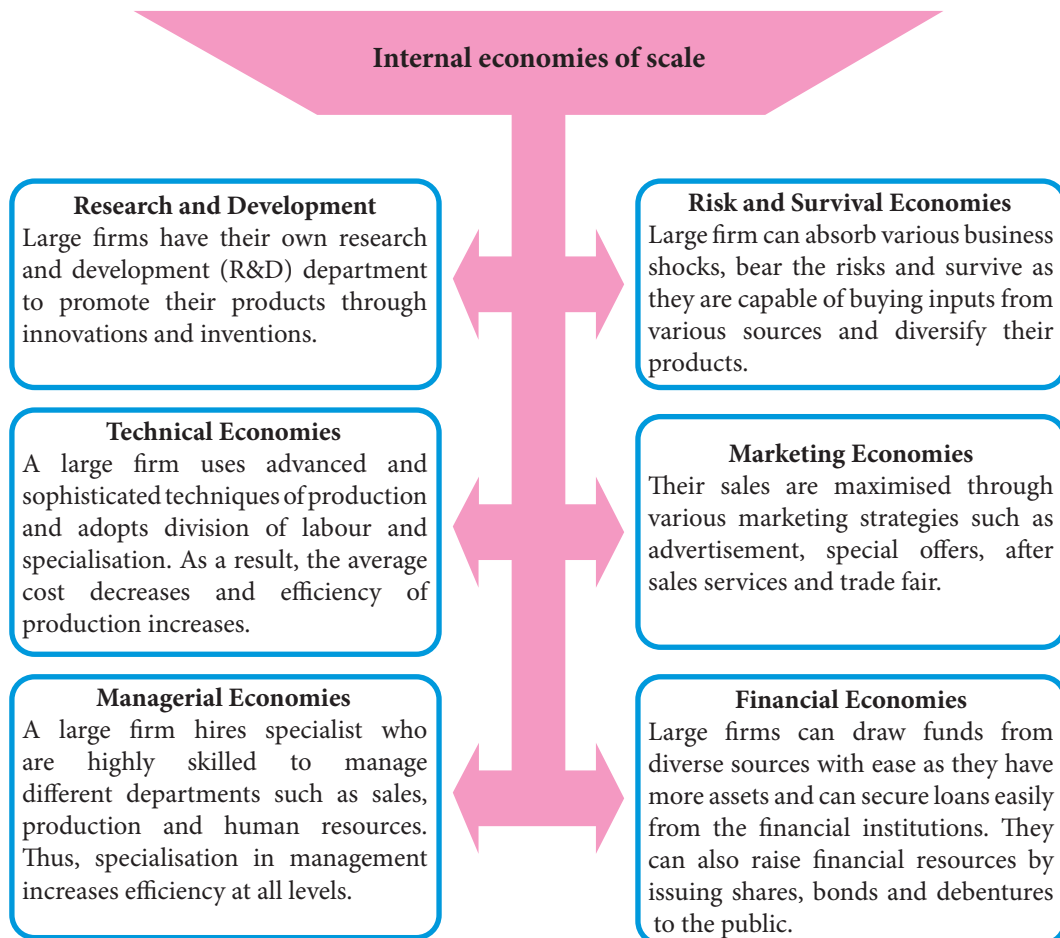 Internal economies of scale
Research and Development
Large firms have their own research
and development (R&D) department
to promote their products through
innovations and inventions.
Risk and Survival Economies
Large firm can absorb various business
shocks, bear the risks and survive as
they are capable of buying inputs from
various sources and diversify their
products.
Technical Economies
A large firm uses advanced and
sophisticated techniques of production
and adopts division of labour and
specialisation. As a result, the average
cost decreases and efficiency of
production increases.
Marketing Economies
Their sales are maximised through
various marketing strategies such as
advertisement, special offers, after
sales services and trade fair.
Managerial Economies
A large firm hires specialist who
are highly skilled to manage
different departments such as sales,
production and human resources.
Thus, specialisation in management
increases efficiency at all levels.
Financial Economies
Large firms can draw funds from
diverse sources with ease as they have
more assets and can secure loans easily
from the financial institutions. They
can also raise financial resources by
issuing shares, bonds and debentures
to the public.